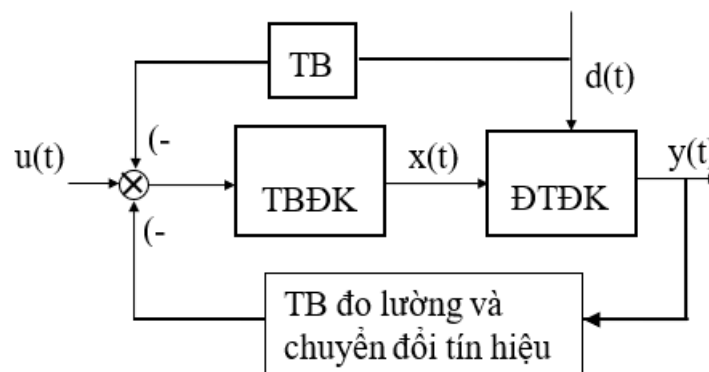 TB
d(t)
(-
u(t)
TBĐK
x(t)
ĐTĐK
y(t)
(-
TB đo lường và
chuyển đổi tín hiệu